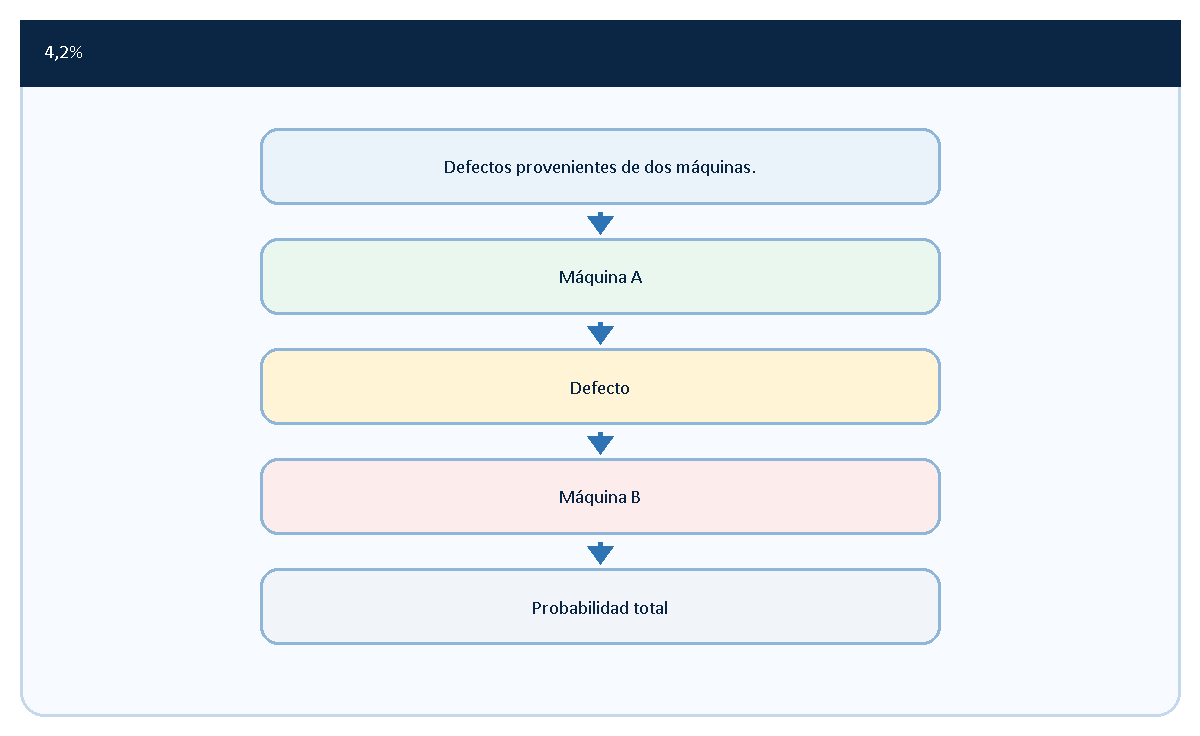 4,2%
Defectos provenientes de dos máquinas.
Máquina A
Defecto
Máquina B
Probabilidad total